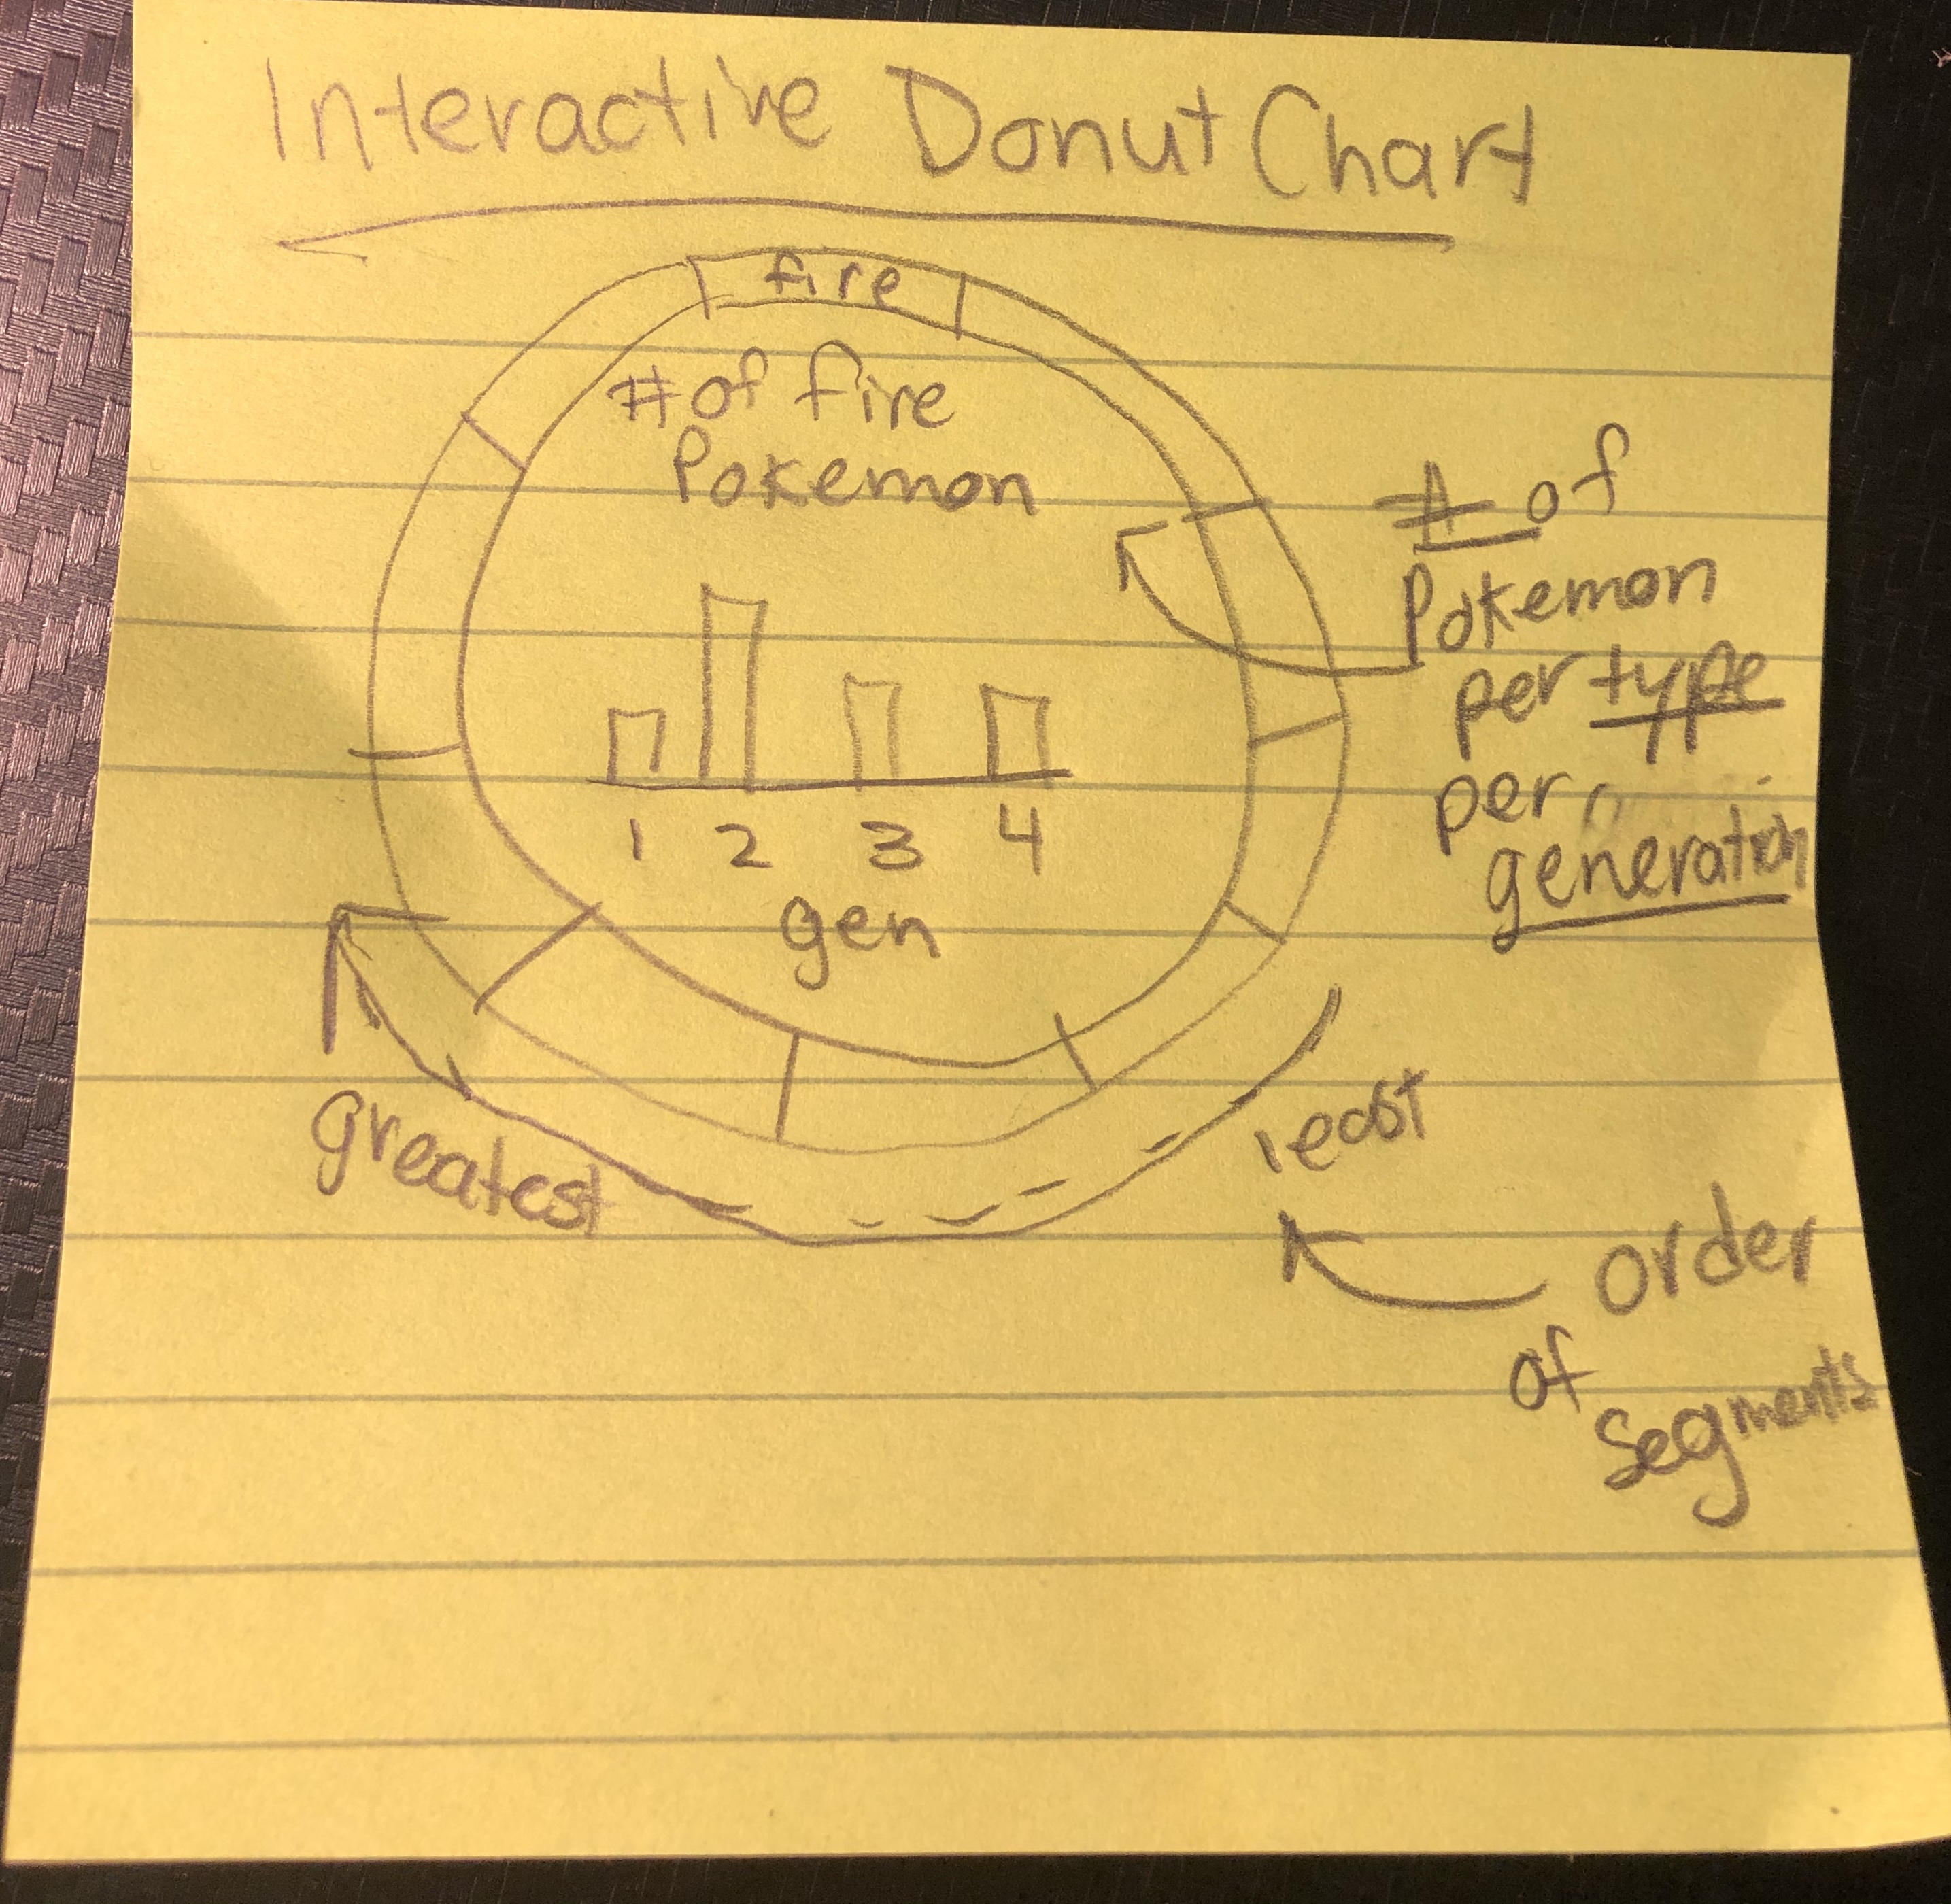 Interactive Donut Chart
fire
# of fire
Pokemon
1 2 3 4
gen
# of
Pokemon
per type
per
generation
greatest
least
order
of
segments